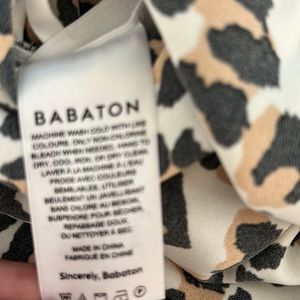 BABATON
MACHINE WASH COLD WITH LIKE
COLOURS. ONLY NON-CHLORINE
BLEACH WHEN NEEDED. HANG TO
DRY. COOL IRON. OR DRY CLEAN.
LAVER À LA MACHINE ET À FROID
AVEC COULEURS
SEMBLABLES. UTILISER
SEULEMENT UN JAVELLISANT
SANS CHLORE AU BESOIN.
SUSPENDRE POUR SÉCHER.
REPASSAGE DOUX.
OU NETTOYER À SEC.
MADE IN CHINA
FABRIQUÉ EN CHINE
Sincerely, Babaton